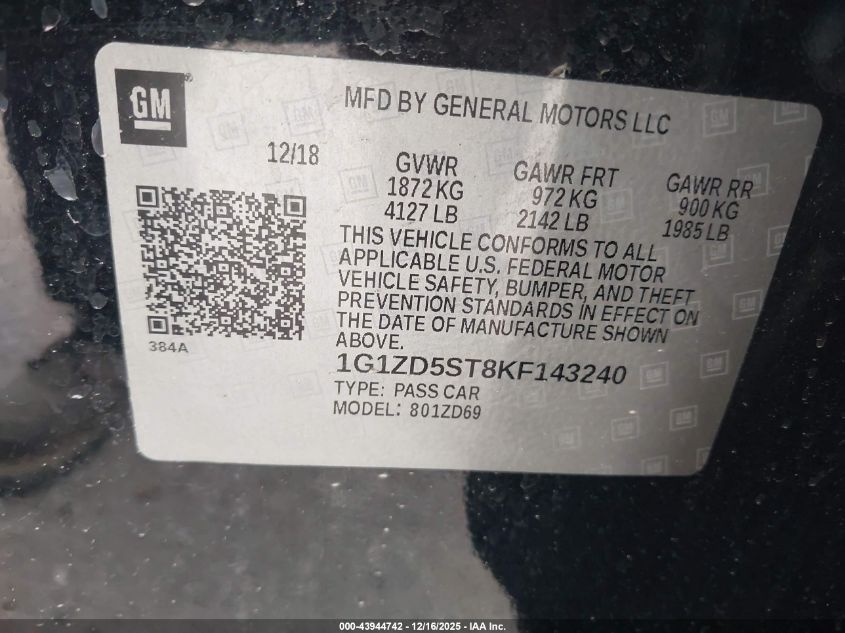 GM
MFD BY GENERAL MOTORS LLC
12/18
GVWR
1872 KG
4127 LB
GAWR FRT
972 KG
2142 LB
GAWR RR
900 KG
1985 LB
THIS VEHICLE CONFORMS TO ALL
APPLICABLE U.S. FEDERAL MOTOR
VEHICLE SAFETY, BUMPER, AND THEFT
PREVENTION STANDARDS IN EFFECT ON
THE DATE OF MANUFACTURE SHOWN
ABOVE.
384A
1G1ZD5ST8KF143240
TYPE: PASS CAR
MODEL: 801ZD69
000-43944742 - 12/16/2025 - IAA Inc.